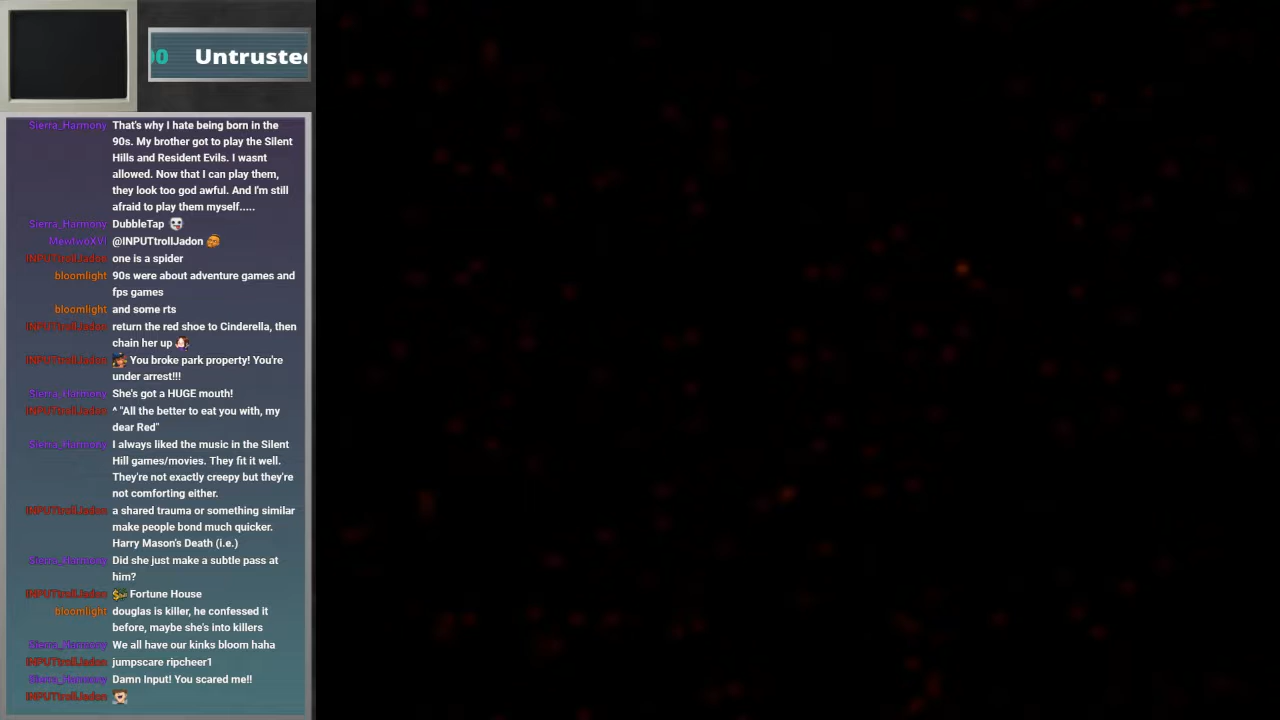 00 Untrusted
Sierra_Harmony That's why I hate being born in the
90s. My brother got to play the Silent
Hills and Resident Evils. I wasnt
allowed. Now that I can play them,
they look too god awful. And I'm still
afraid to play them myself.....
Sierra_Harmony DubbleTap
MewtwoXVI @INPUTtrollJadon
INPUTtrollJadon one is a spider
bloomlight 90s were about adventure games and
fps games
bloomlight and some rts
INPUTtrollJadon return the red shoe to Cinderella, then
chain her up
INPUTtrollJadon You broke park property! You're
under arrest!!!
Sierra_Harmony She's got a HUGE mouth!
INPUTtrollJadon ^ "All the better to eat you with, my
dear Red"
Sierra_Harmony I always liked the music in the Silent
Hill games/movies. They fit it well.
They're not exactly creepy but they're
not comforting either.
INPUTtrollJadon a shared trauma or something similar
make people bond much quicker.
Harry Mason's Death (i.e.)
Sierra_Harmony Did she just make a subtle pass at
him?
INPUTtrollJadon Fortune House
bloomlight douglas is killer, he confessed it
before, maybe she's into killers
Sierra_Harmony We all have our kinks bloom haha
INPUTtrollJadon jumpscare ripcheer1
Sierra_Harmony Damn Input! You scared me!!
INPUTtrollJadon